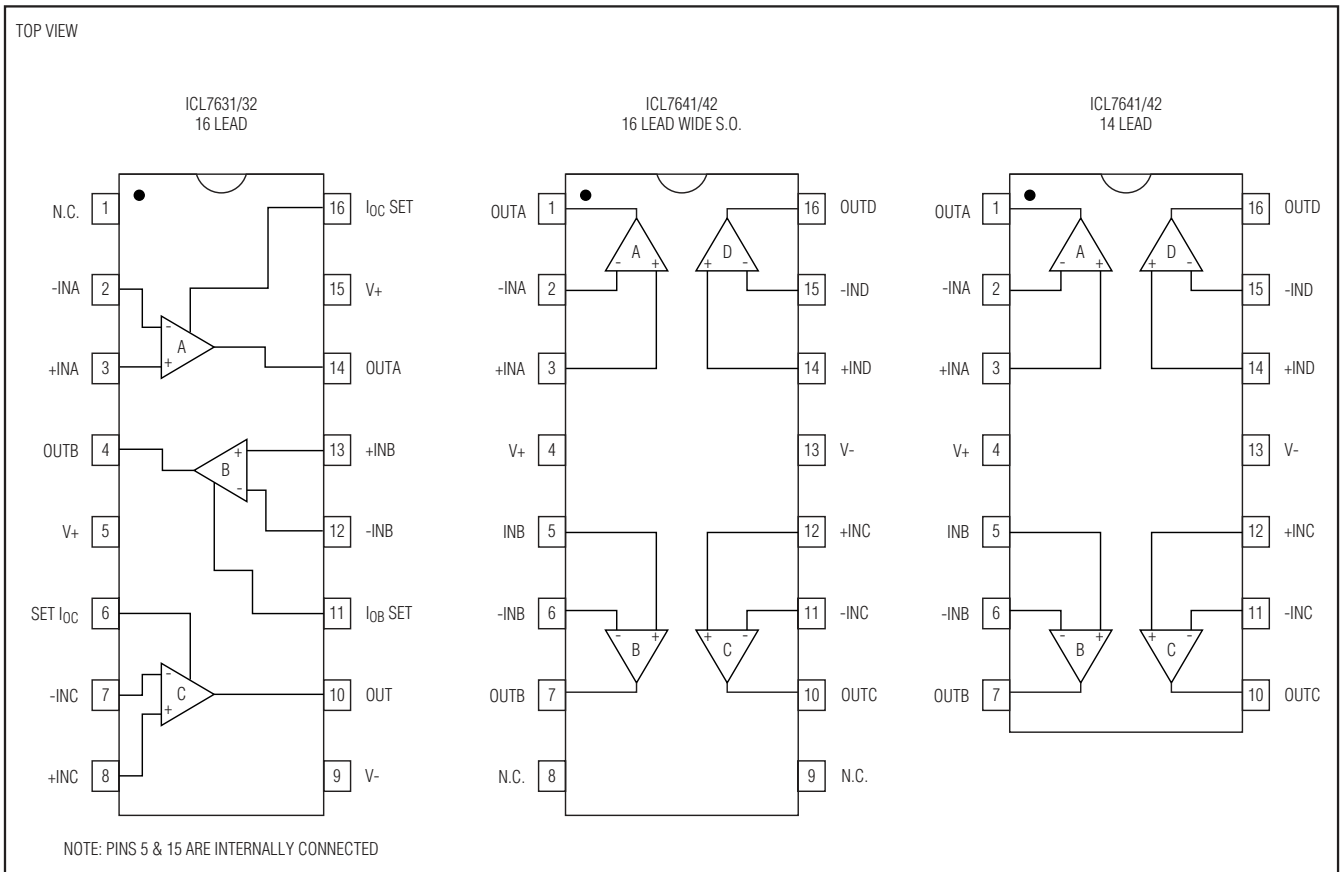 TOP VIEW
ICL7631/32
16 LEAD
N.C. 1
16 IOC SET
-INA 2
15 V+
- A +
+INA 3
14 OUTA
OUTB 4
13 +INB
+ B -
V+ 5
12 -INB
SET IOC 6
11 IOB SET
- C +
-INC 7
10 OUT
+INC 8
9 V-
NOTE: PINS 5 & 15 ARE INTERNALLY CONNECTED
ICL7641/42
16 LEAD WIDE S.O.
OUTA 1
16 OUTD
A D
- + + -
-INA 2
15 -IND
+INA 3
14 +IND
V+ 4
13 V-
INB 5
12 +INC
-INB 6
11 -INC
- + + -
B C
OUTB 7
10 OUTC
N.C. 8
9 N.C.
ICL7641/42
14 LEAD
OUTA 1
16 OUTD
A D
- + + -
-INA 2
15 -IND
+INA 3
14 +IND
V+ 4
13 V-
INB 5
12 +INC
-INB 6
11 -INC
- + + -
B C
OUTB 7
10 OUTC